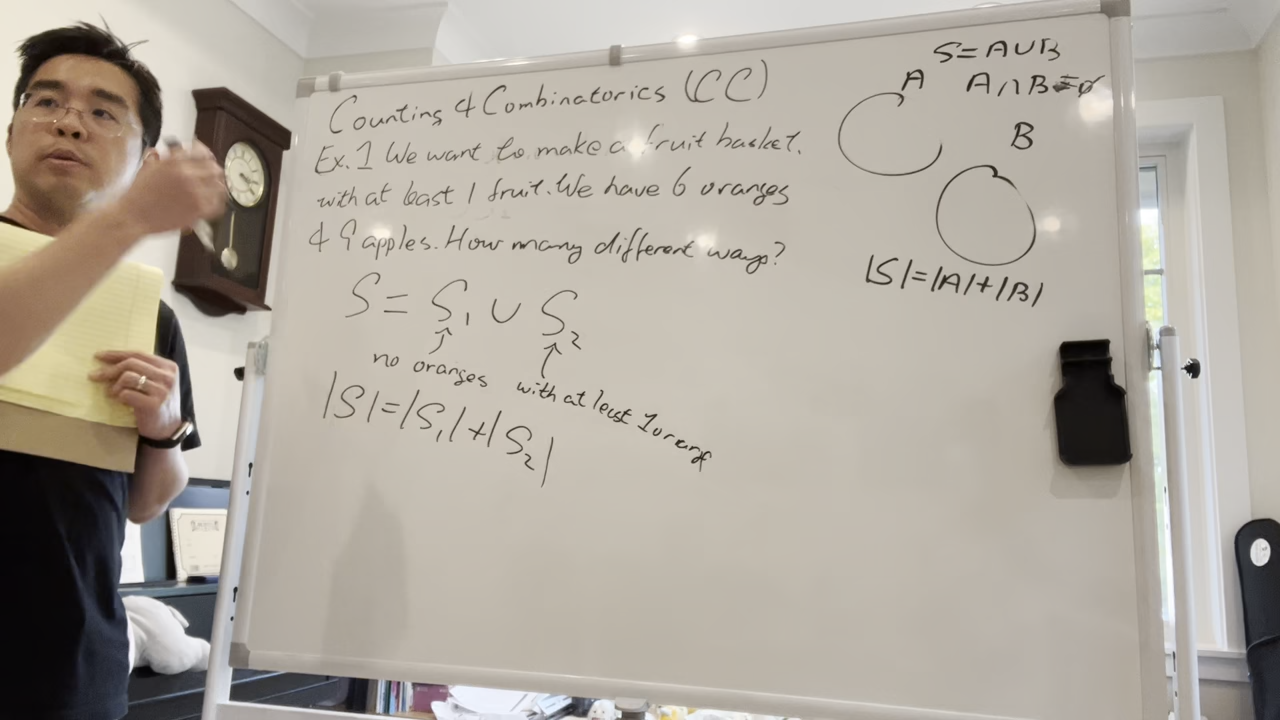 Counting & Combinatorics (CC)
Ex. 1 We want to make a fruit basket.
with at least 1 fruit. We have 6 oranges
& 9 apples. How many different ways?
S = S₁ ∪ S₂
no oranges
with at least 1 orange
|S|=|S₁|+|S₂|
S=A∪B
A∩B=∅
A
B
|S|=|A|+|B|